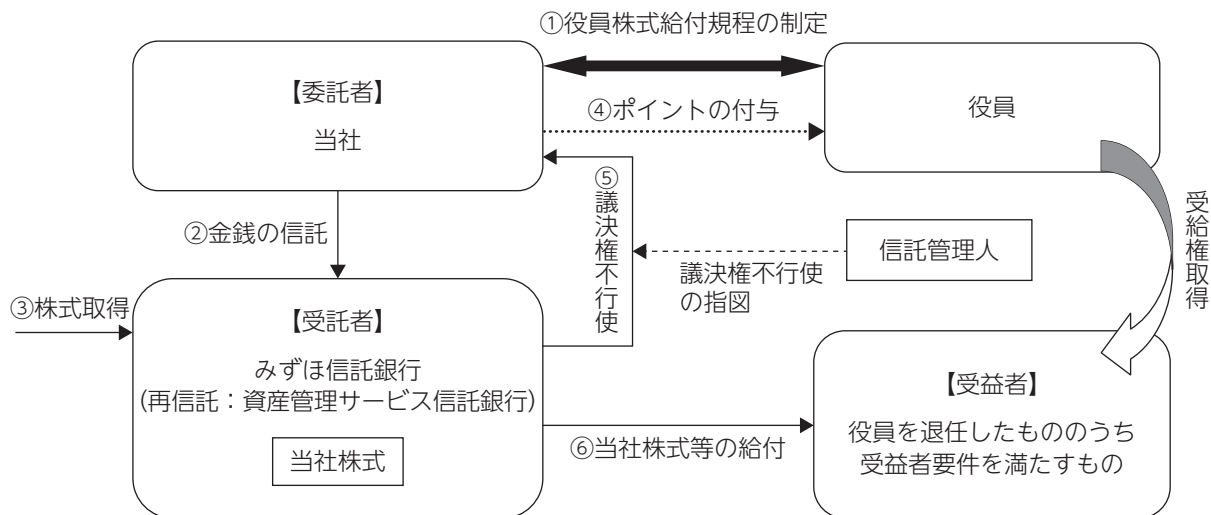 ①役員株式給付規程の制定
【委託者】
当社
④ポイントの付与
役員
②金銭の信託
⑤議決権不行使
議決権不行使
の指図
信託管理人
受給権取得
③株式取得
【受託者】
みずほ信託銀行
(再信託：資産管理サービス信託銀行)
当社株式
⑥当社株式等の給付
【受益者】
役員を退任したもののうち
受益者要件を満たすもの